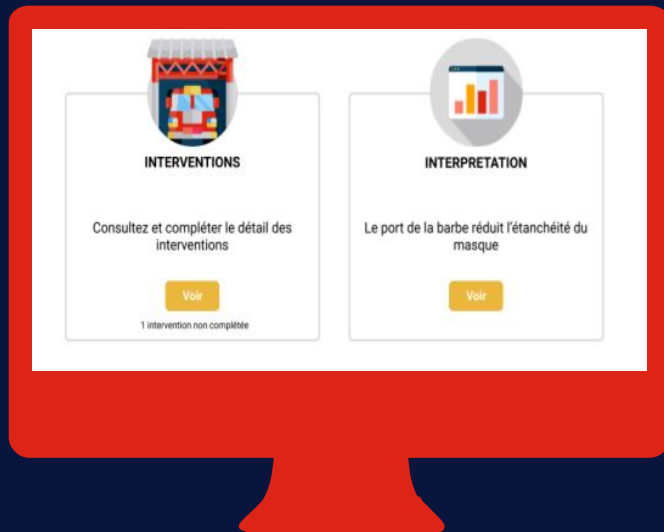 INTERVENTIONS
Consultez et compléter le détail des
interventions
Voir
1 intervention non complétée
INTERPRETATION
Le port de la barbe réduit l'étanchéité du
masque
Voir